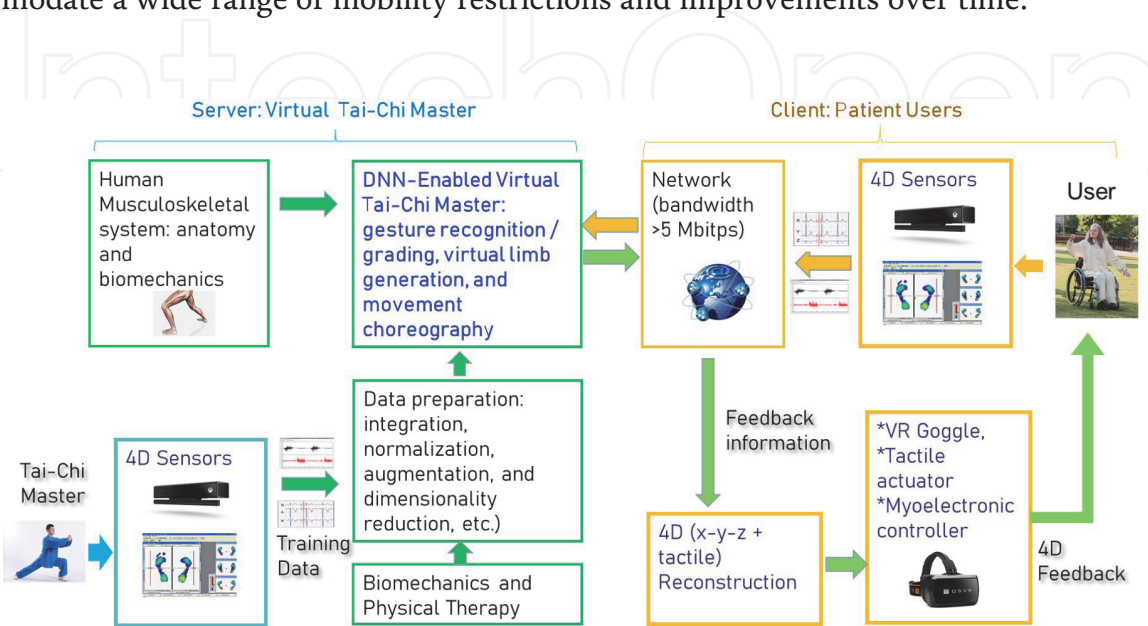 modate a wide range of mobility restrictions and improvements over time.
IntechOpen
Server: Virtual Tai-Chi Master
Client: Patient Users
Human
Musculoskeletal
system: anatomy
and
biomechanics
DNN-Enabled Virtual
Tai-Chi Master:
gesture recognition /
grading, virtual limb
generation, and
movement
choreography
Network
(bandwidth
>5 Mbitps)
4D Sensors
User
Tai-Chi
Master
4D Sensors
Training
Data
Data preparation:
integration,
normalization,
augmentation, and
dimensionality
reduction, etc.)
Biomechanics and
Physical Therapy
Feedback
information
4D (x-y-z +
tactile)
Reconstruction
*VR Goggle,
*Tactile
actuator
*Myoelectronic
controller
OSVR
4D
Feedback